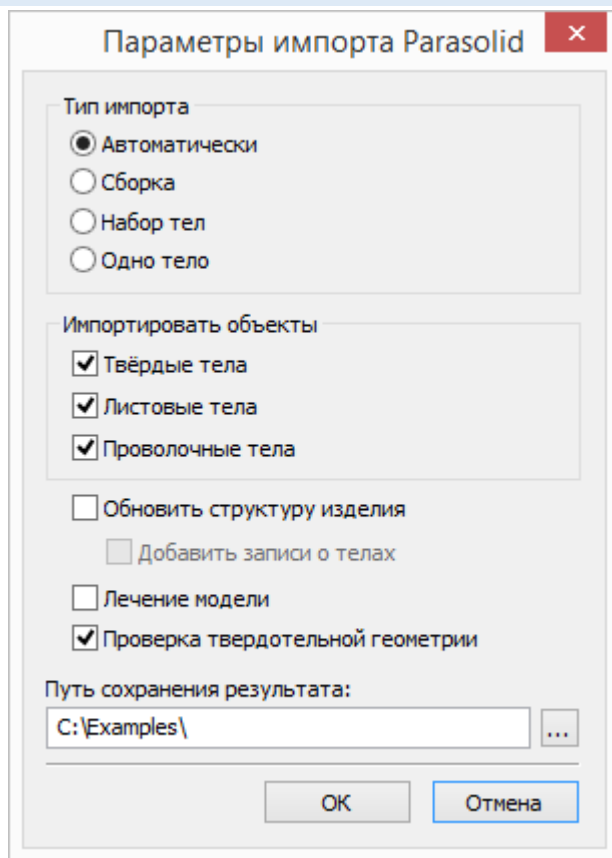 Параметры импорта Parasolid
Тип импорта
Автоматически
Сборка
Набор тел
Одно тело
Импортировать объекты
Твёрдые тела
Листовые тела
Проволочные тела
Обновить структуру изделия
Добавить записи о телах
Лечение модели
Проверка твердотельной геометрии
Путь сохранения результата:
C:\Examples\
...
ОК
Отмена